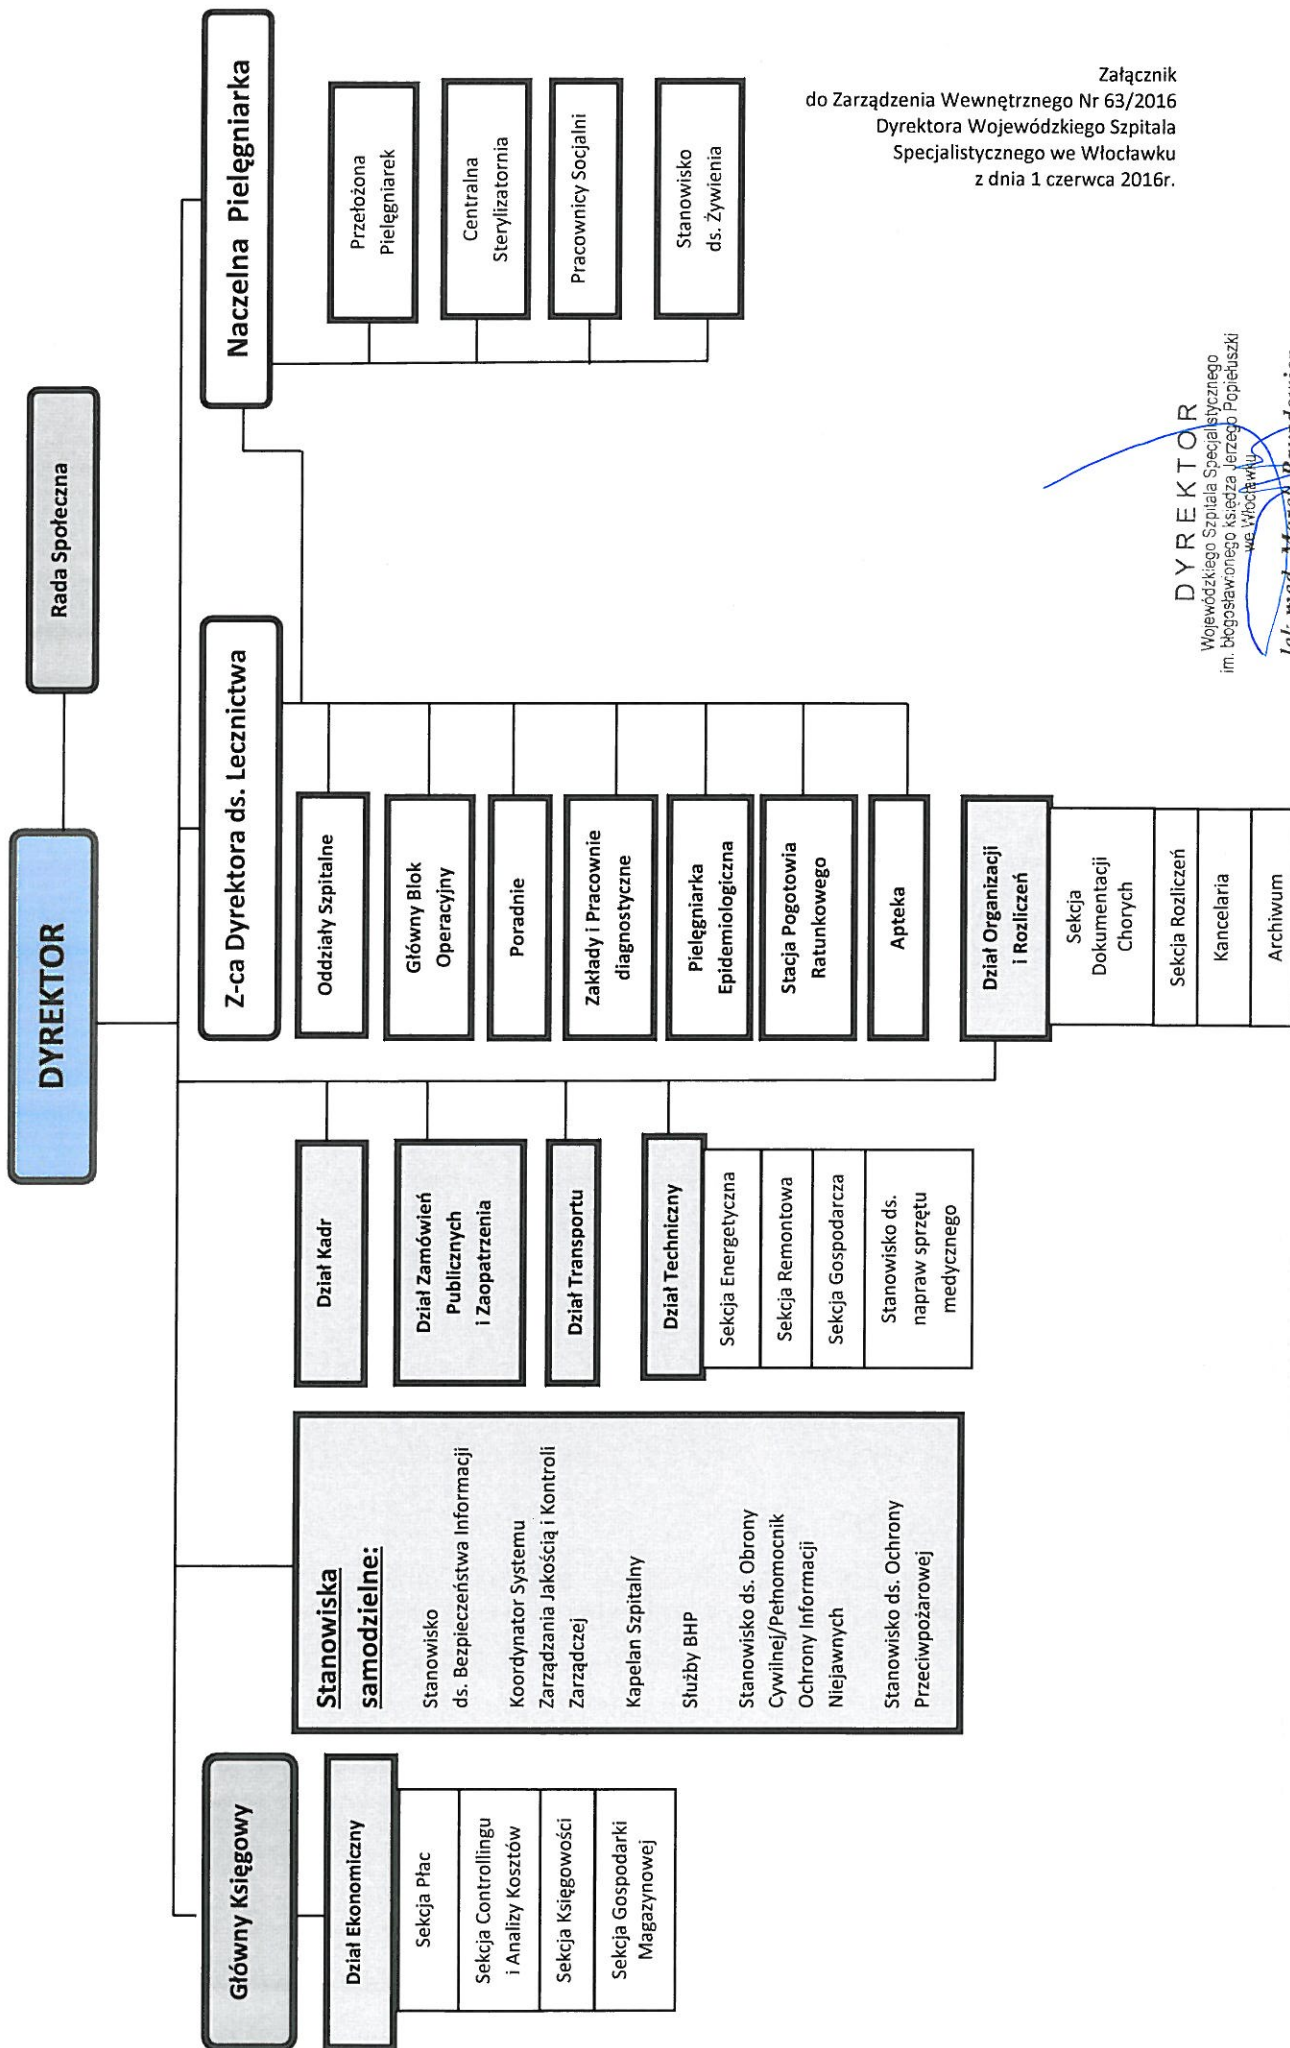 Załącznik
do Zarządzenia Wewnętrznego Nr 63/2016
Dyrektora Wojewódzkiego Szpitala
Specjalistycznego we Włocławku
z dnia 1 czerwca 2016r.
DYREKTOR
Rada Społeczna
Główny Księgowy
Dział Ekonomiczny
Sekcja Płac
Sekcja Controllingu
i Analizy Kosztów
Sekcja Księgowości
Sekcja Gospodarki
Magazynowej
Stanowiska
samodzielne:
Stanowisko
ds. Bezpieczeństwa Informacji
Koordynator Systemu
Zarządzania Jakością i Kontroli
Zarządczej
Kapelan Szpitalny
Służby BHP
Stanowisko ds. Obrony
Cywilnej/Pełnomocnik
Ochrony Informacji
Niejawnych
Stanowisko ds. Ochrony
Przeciwpożarowej
Dział Kadr
Dział Zamówień
Publicznych
i Zaopatrzenia
Dział Transportu
Dział Techniczny
Sekcja Energetyczna
Sekcja Remontowa
Sekcja Gospodarcza
Stanowisko ds.
napraw sprzętu
medycznego
Z-ca Dyrektora ds. Lecznictwa
Oddziały Szpitalne
Główny Blok
Operacyjny
Poradnie
Zakłady i Pracownie
diagnostyczne
Pielęgniarka
Epidemiologiczna
Stacja Pogotowia
Ratunkowego
Apteka
Dział Organizacji
i Rozliczeń
Sekcja
Dokumentacji
Chorych
Sekcja Rozliczeń
Kancelaria
Archiwum
Naczelna Pielęgniarka
Przełożona
Pielęgniarek
Centralna
Sterylizatornia
Pracownicy Socjalni
Stanowisko
ds. Żywienia
DYREKTOR
Wojewódzkiego Szpitala Specjalistycznego
im. błogosławionego księdza Jerzego Popiełuszki
we Włocławku
lek. med.